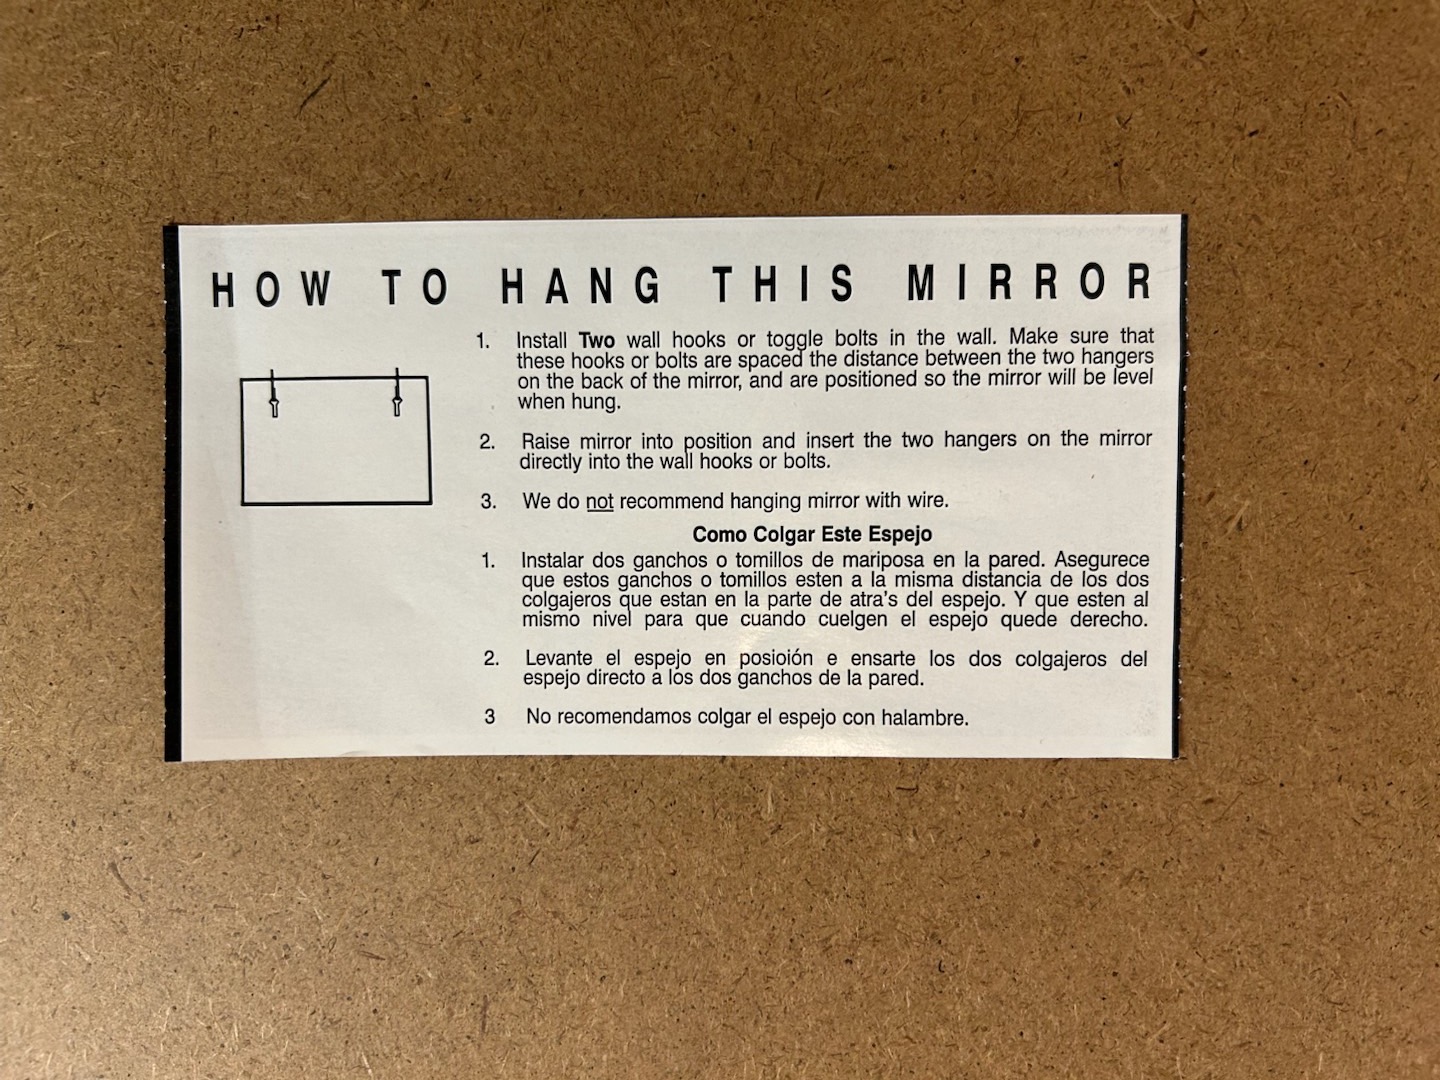 HOW TO HANG THIS MIRROR
1. Install Two wall hooks or toggle bolts in the wall. Make sure that
these hooks or bolts are spaced the distance between the two hangers
on the back of the mirror, and are positioned so the mirror will be level
when hung.
2. Raise mirror into position and insert the two hangers on the mirror
directly into the wall hooks or bolts.
3. We do not recommend hanging mirror with wire.
Como Colgar Este Espejo
1. Instalar dos ganchos o tomillos de mariposa en la pared. Asegurece
que estos ganchos o tomillos esten a la misma distancia de los dos
colgajeros que estan en la parte de atra's del espejo. Y que esten al
mismo nivel para que cuando cuelgen el espejo quede derecho.
2. Levante el espejo en posioión e ensarte los dos colgajeros del
espejo directo a los dos ganchos de la pared.
3 No recomendamos colgar el espejo con halambre.